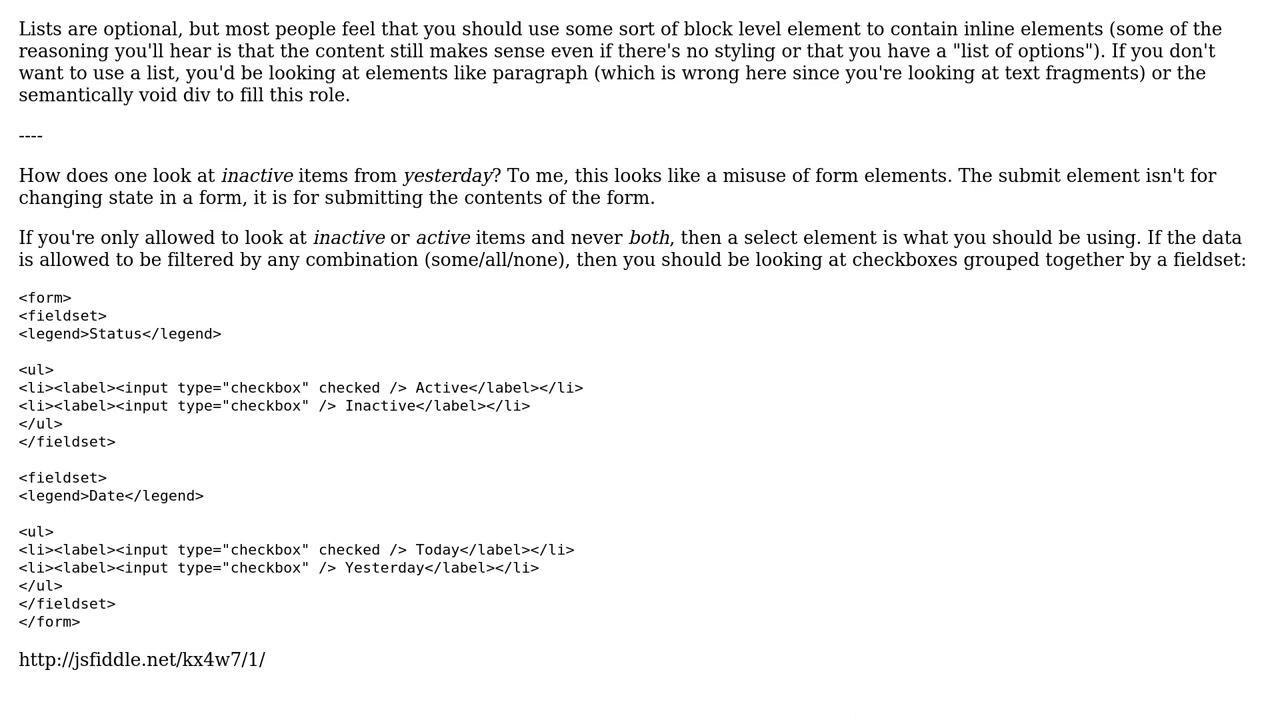 Lists are optional, but most people feel that you should use some sort of block level element to contain inline elements (some of the
reasoning you'll hear is that the content still makes sense even if there's no styling or that you have a "list of options"). If you don't
want to use a list, you'd be looking at elements like paragraph (which is wrong here since you're looking at text fragments) or the
semantically void div to fill this role.
----
How does one look at inactive items from yesterday? To me, this looks like a misuse of form elements. The submit element isn't for
changing state in a form, it is for submitting the contents of the form.
If you're only allowed to look at inactive or active items and never both, then a select element is what you should be using. If the data
is allowed to be filtered by any combination (some/all/none), then you should be looking at checkboxes grouped together by a fieldset:
<form>
<fieldset>
<legend>Status</legend>
<ul>
<li><label><input type="checkbox" checked /> Active</label></li>
<li><label><input type="checkbox" /> Inactive</label></li>
</ul>
</fieldset>
<fieldset>
<legend>Date</legend>
<ul>
<li><label><input type="checkbox" checked /> Today</label></li>
<li><label><input type="checkbox" /> Yesterday</label></li>
</ul>
</fieldset>
</form>
http://jsfiddle.net/kx4w7/1/